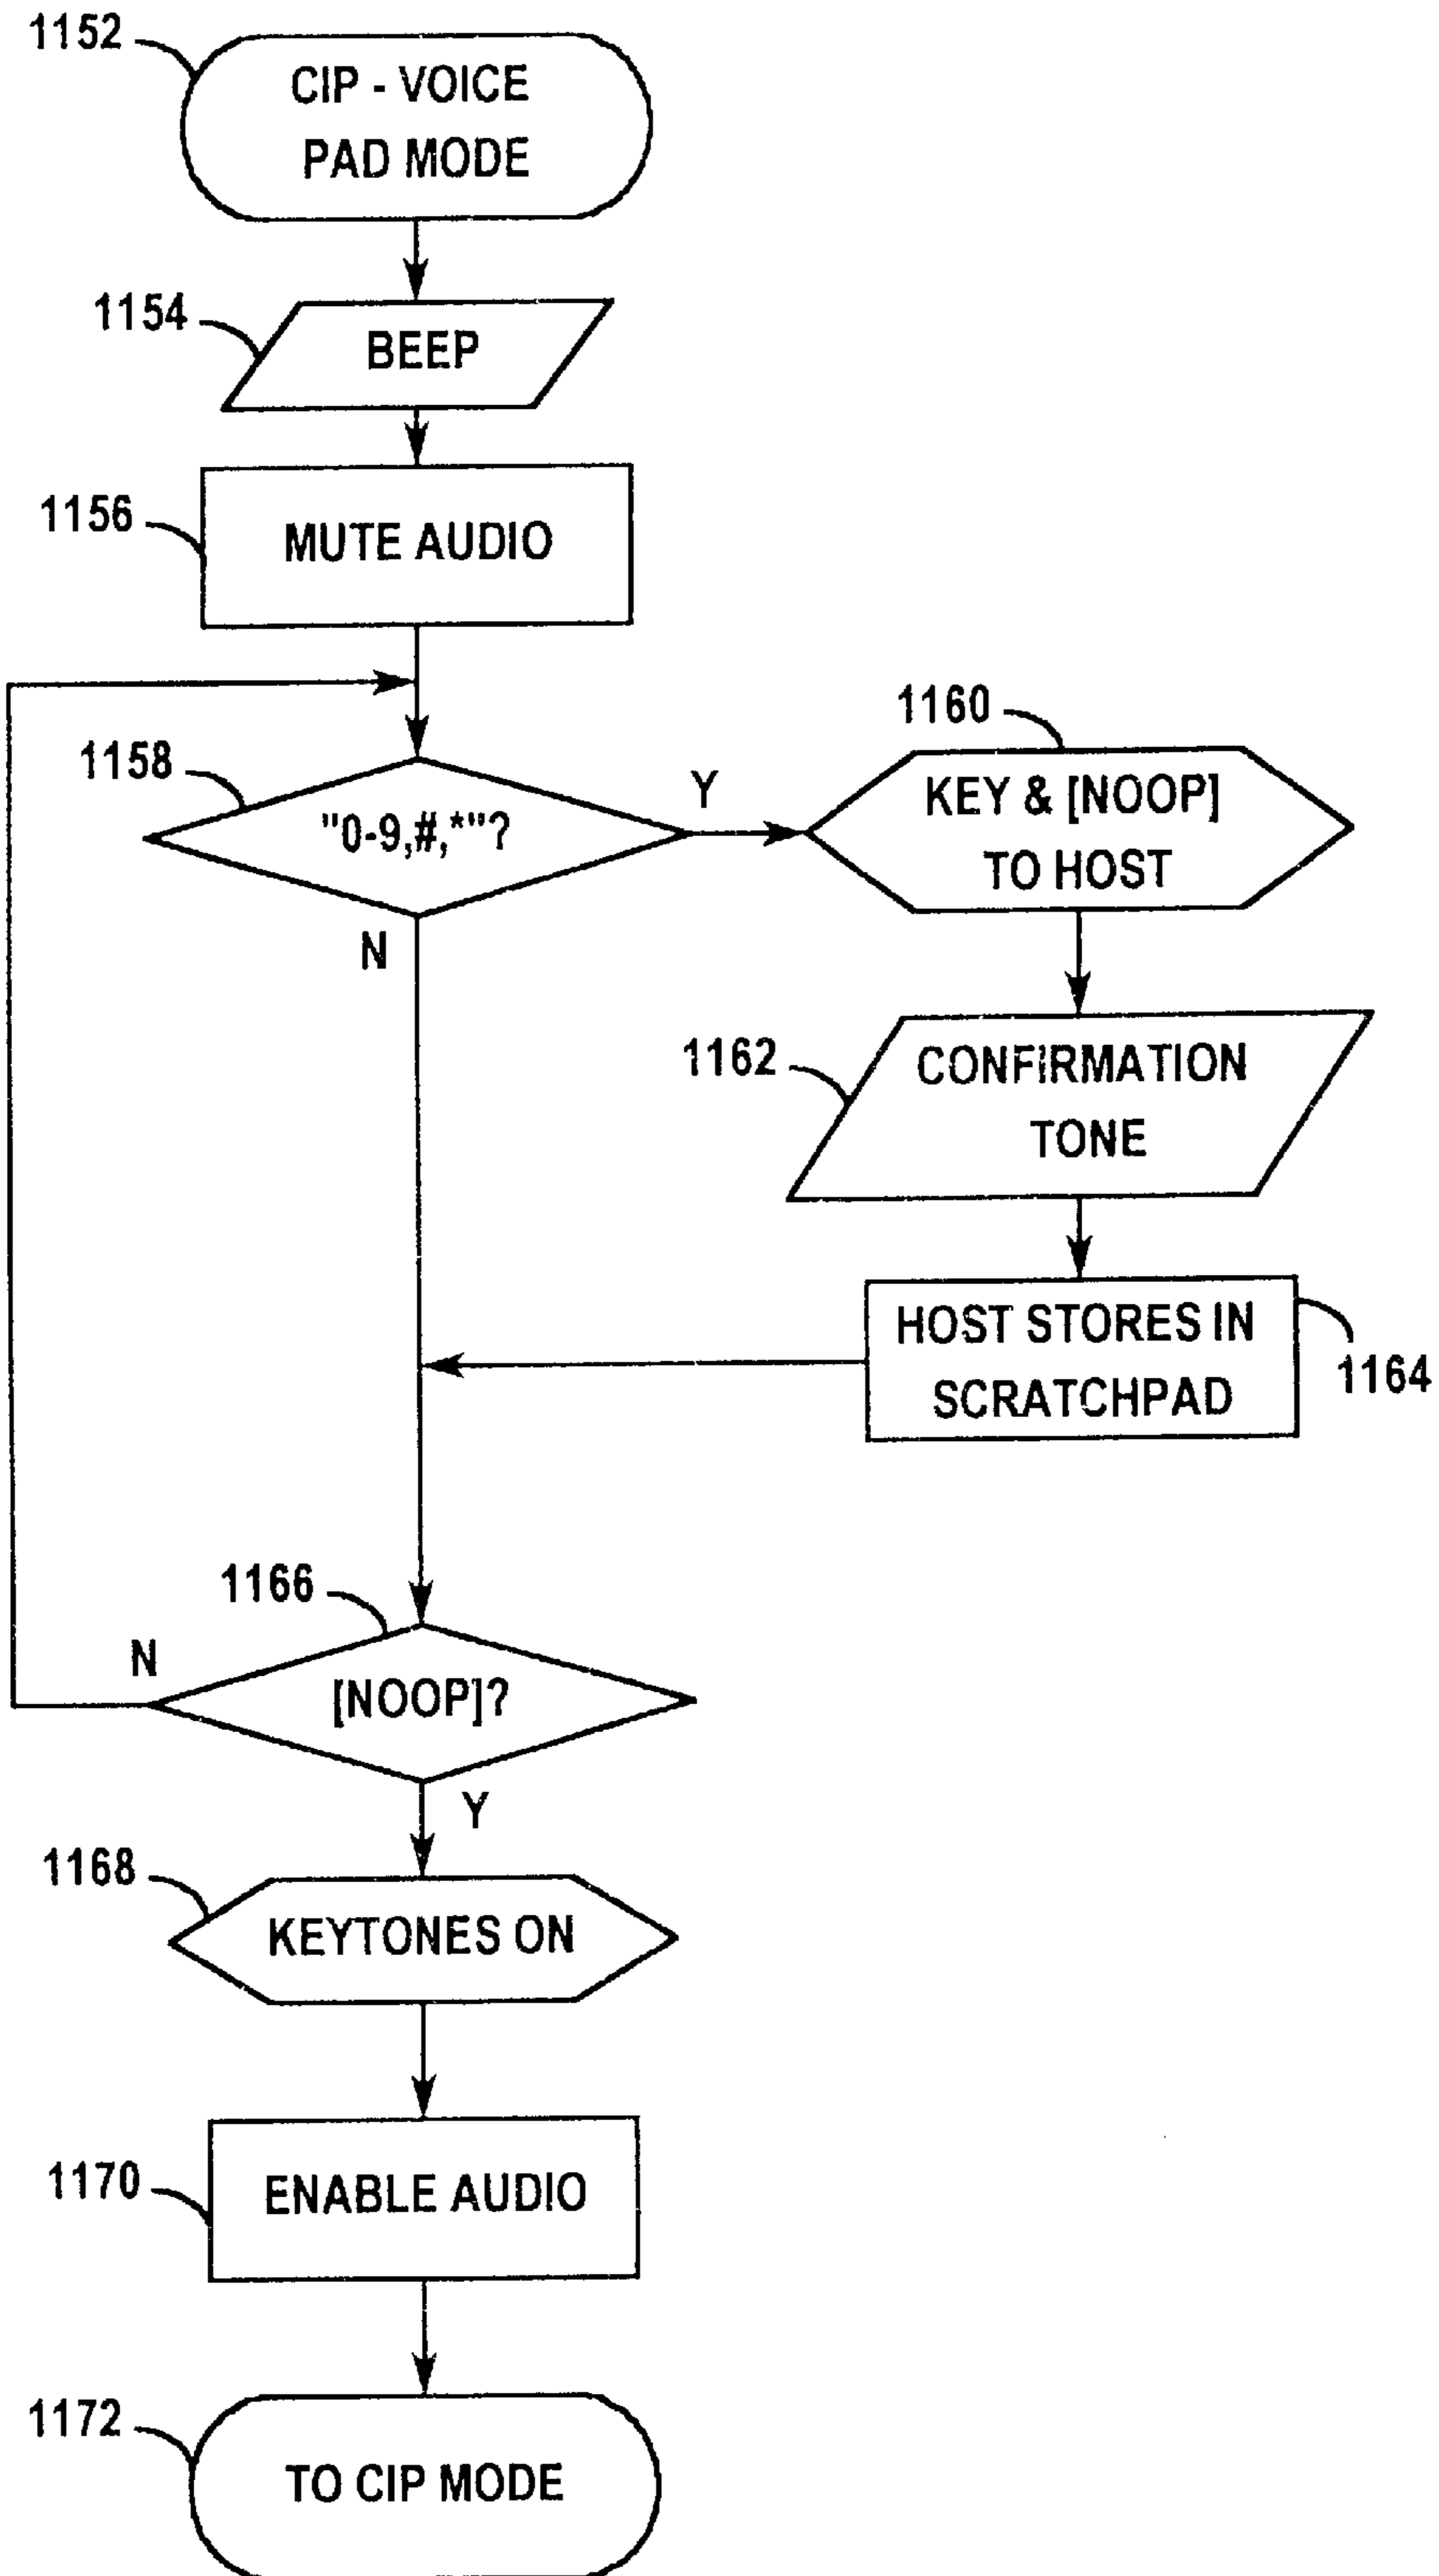 1152
CIP - VOICE
PAD MODE
1154
BEEP
1156
MUTE AUDIO
1158
"0-9,#,*"?
Y
N
1160
KEY & [NOOP]
TO HOST
1162
CONFIRMATION
TONE
HOST STORES IN
SCRATCHPAD
1164
1166
N
[NOOP]?
Y
1168
KEYTONES ON
1170
ENABLE AUDIO
1172
TO CIP MODE